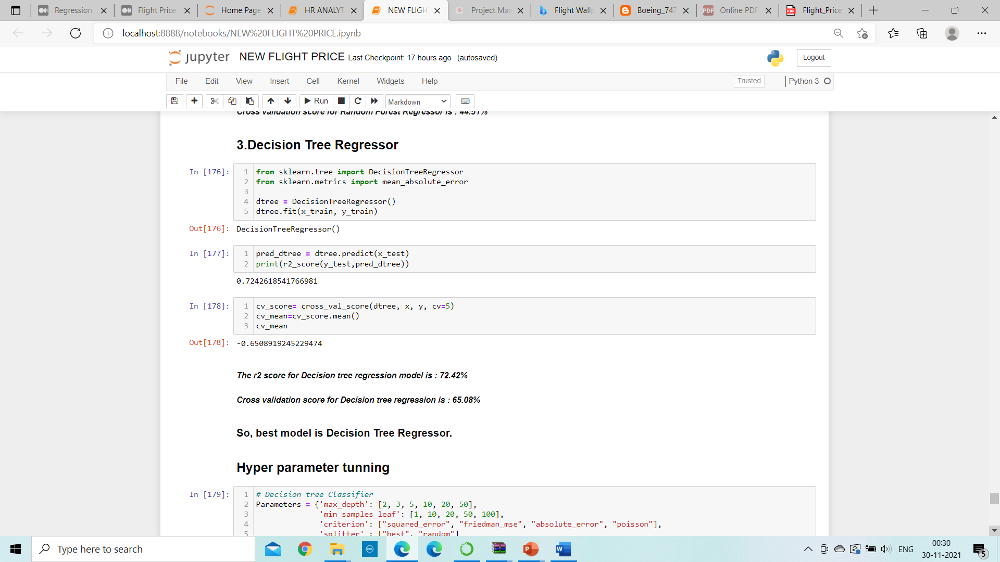 Regression
Flight Price
Home Page
HR ANALYT
NEW FLIGH
Project Mar
Flight Wallp
Boeing_747
Online PDF
Flight_Price
localhost:8888/notebooks/NEW%20FLIGHT%20PRICE.ipynb
jupyter NEW FLIGHT PRICE Last Checkpoint: 17 hours ago (autosaved)
Logout
File Edit View Insert Cell Kernel Widgets Help
Trusted
Python 3
Run
Markdown
Cross validation score for Random Forest Regressor is : 44.51%
3.Decision Tree Regressor
In [176]:
1 from sklearn.tree import DecisionTreeRegressor
2 from sklearn.metrics import mean_absolute_error
3
4 dtree = DecisionTreeRegressor()
5 dtree.fit(x_train, y_train)
Out[176]: DecisionTreeRegressor()
In [177]:
1 pred_dtree = dtree.predict(x_test)
2 print(r2_score(y_test,pred_dtree))
0.7242618541766981
In [178]:
1 cv_score= cross_val_score(dtree, x, y, cv=5)
2 cv_mean=cv_score.mean()
3 cv_mean
Out[178]: -0.6508919245229474
The r2 score for Decision tree regression model is : 72.42%
Cross validation score for Decision tree regression is : 65.08%
So, best model is Decision Tree Regressor.
Hyper parameter tunning
In [179]:
1 # Decision tree Classifier
2 Parameters = {'max_depth': [2, 3, 5, 10, 20, 50],
3 'min_samples_leaf': [1, 10, 20, 50, 100],
4 'criterion': ["squared_error", "friedman_mse", "absolute_error", "poisson"],
5 'splitter' : ["best", "random"]
Type here to search
ENG
00:30
30-11-2021
5